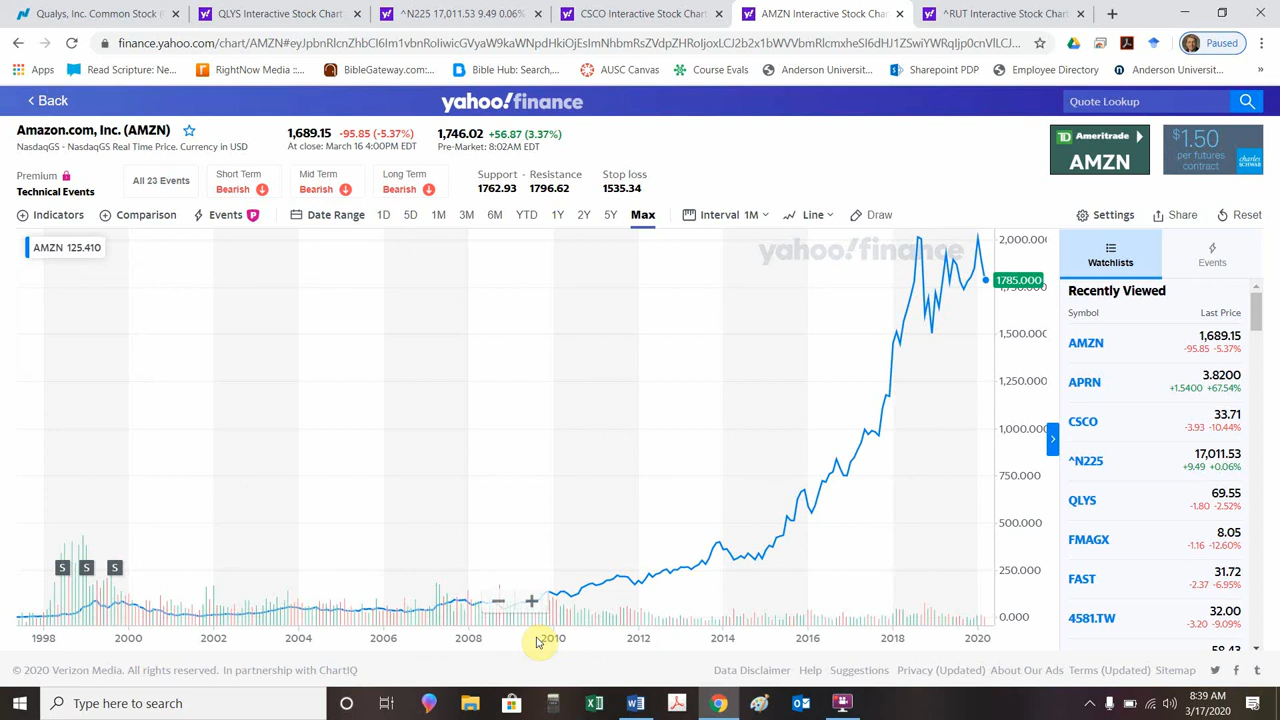 Qualys, Inc. Common Stock (
QLYS Interactive Stock Chart
^N225 17,011.53 9.49 0.06%
CSCO Interactive Stock Chart
AMZN Interactive Stock Char
^RUT Interactive Stock Chart
finance.yahoo.com/chart/AMZN#
Paused
Apps
Read Scripture: Ne...
RightNow Media ::...
BibleGateway.com:...
Bible Hub: Search,...
AUSC Canvas
Course Evals
Anderson Universit...
Sharepoint PDP
Employee Directory
Anderson Universit...
»
< Back
yahoo!finance
Quote Lookup
Amazon.com, Inc. (AMZN)
NasdaqGS - NasdaqGS Real Time Price. Currency in USD
1,689.15 -95.85 (-5.37%)
At close: March 16 4:00PM EDT
1,746.02 +56.87 (3.37%)
Pre-Market: 8:02AM EDT
TD Ameritrade
AMZN
$1.50
per futures
contract
charles
SCHWAB
Premium
Technical Events
All 23 Events
Short Term
Bearish
Mid Term
Bearish
Long Term
Bearish
Support - Resistance
1762.93 1796.62
Stop loss
1535.34
Indicators Comparison Events P Date Range 1D 5D 1M 3M 6M YTD 1Y 2Y 5Y Max Interval 1M Line Draw Settings Share Reset
AMZN 125.410
yahoo!finance
2,000.000
1785.000
1,750.000
1,500.000
1,250.000
1,000.000
750.000
500.000
250.000
0.000
S S S
− +
1998 2000 2002 2004 2006 2008 2010 2012 2014 2016 2018 2020
Watchlists
Events
Recently Viewed
Symbol Last Price
AMZN 1,689.15
-95.85 -5.37%
APRN 3.8200
+1.5400 +67.54%
CSCO 33.71
-3.93 -10.44%
^N225 17,011.53
+9.49 +0.06%
QLYS 69.55
-1.80 -2.52%
FMAGX 8.05
-1.16 -12.60%
FAST 31.72
-2.37 -6.95%
4581.TW 32.00
-3.20 -9.09%
58.43
© 2020 Verizon Media. All rights reserved. In partnership with ChartIQ
Data Disclaimer Help Suggestions Privacy (Updated) About Our Ads Terms (Updated) Sitemap
Type here to search
8:39 AM
3/17/2020